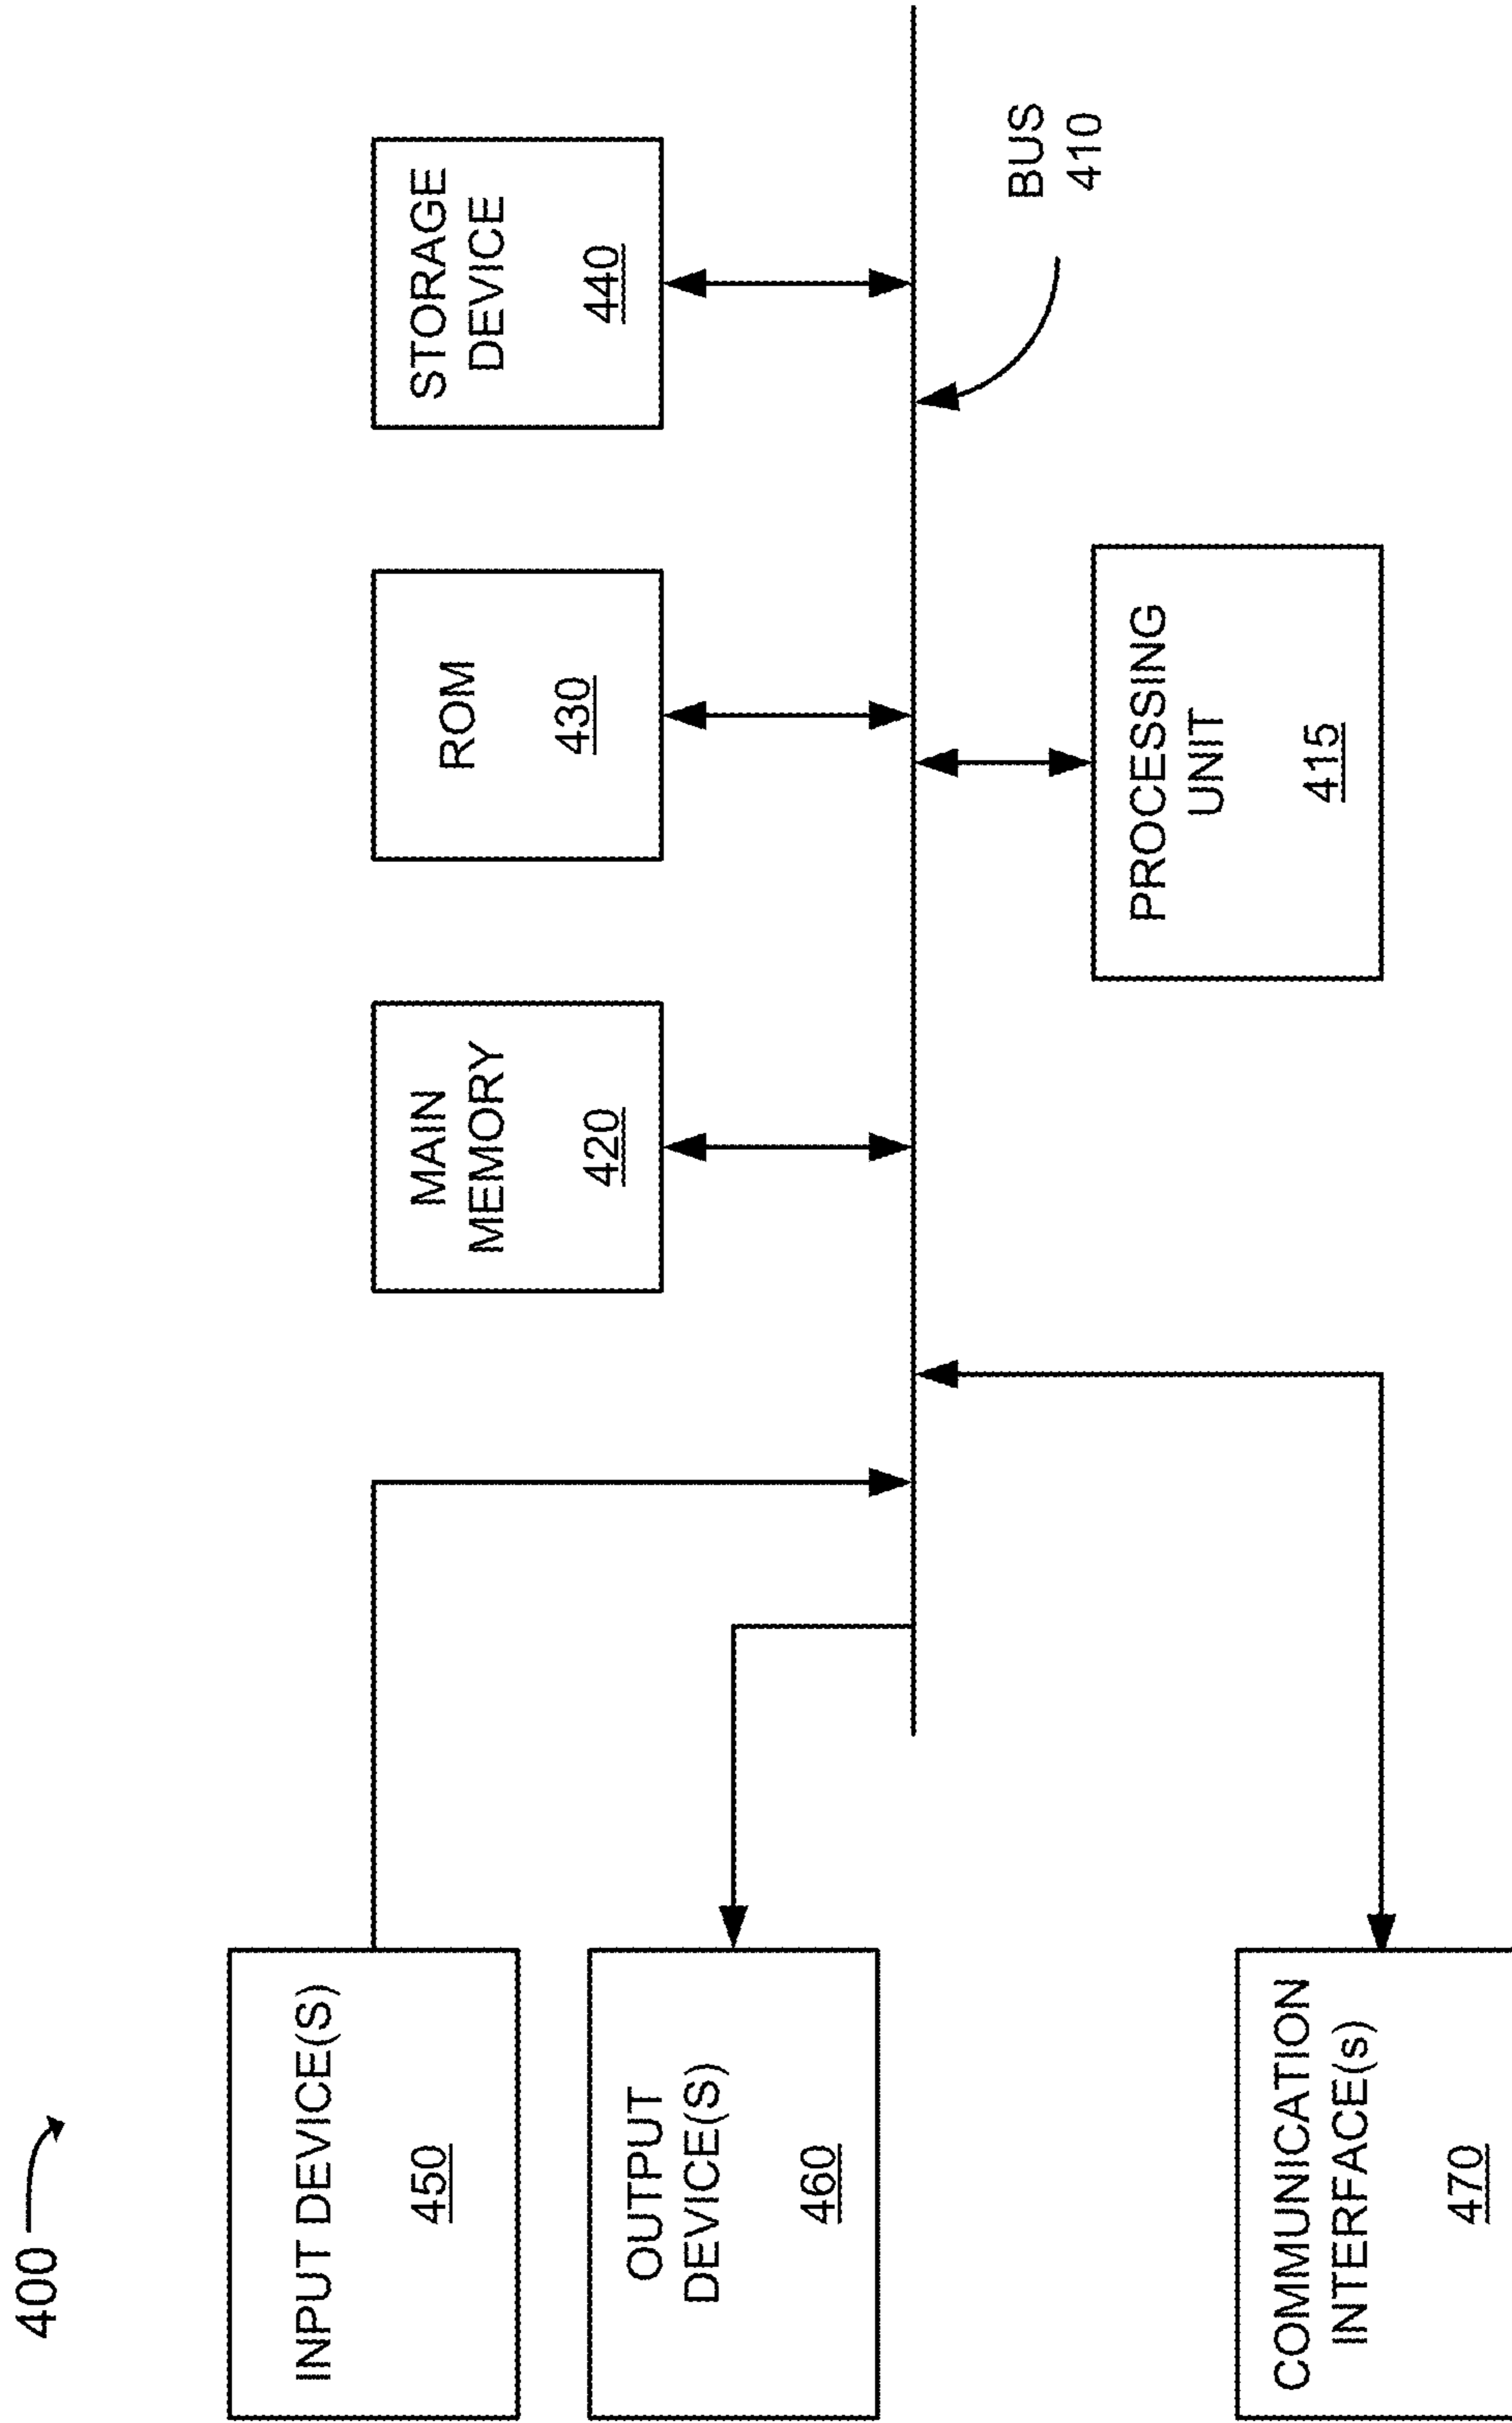 400
INPUT DEVICE(S)
450
OUTPUT
DEVICE(S)
460
COMMUNICATION
INTERFACE(s)
470
MAIN
MEMORY
420
ROM
430
STORAGE
DEVICE
440
PROCESSING
UNIT
415
BUS
410